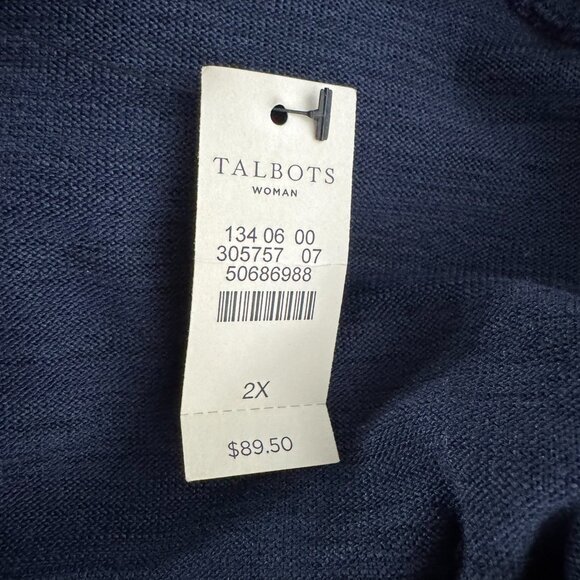 TALBOTS
WOMAN
134 06 00
305757 07
50686988
2X
$89.50